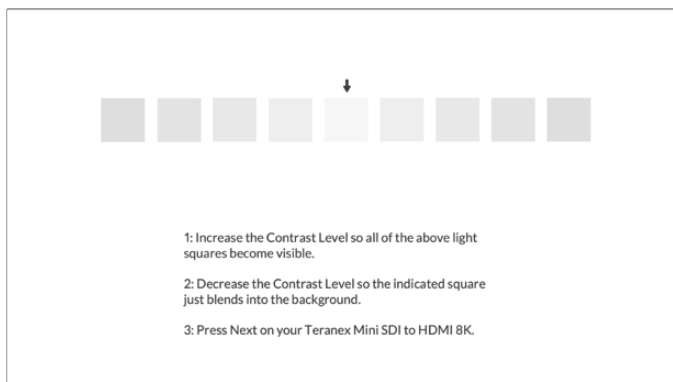 1: Increase the Contrast Level so all of the above light
squares become visible.
2: Decrease the Contrast Level so the indicated square
just blends into the background.
3: Press Next on your Teranex Mini SDI to HDMI 8K.